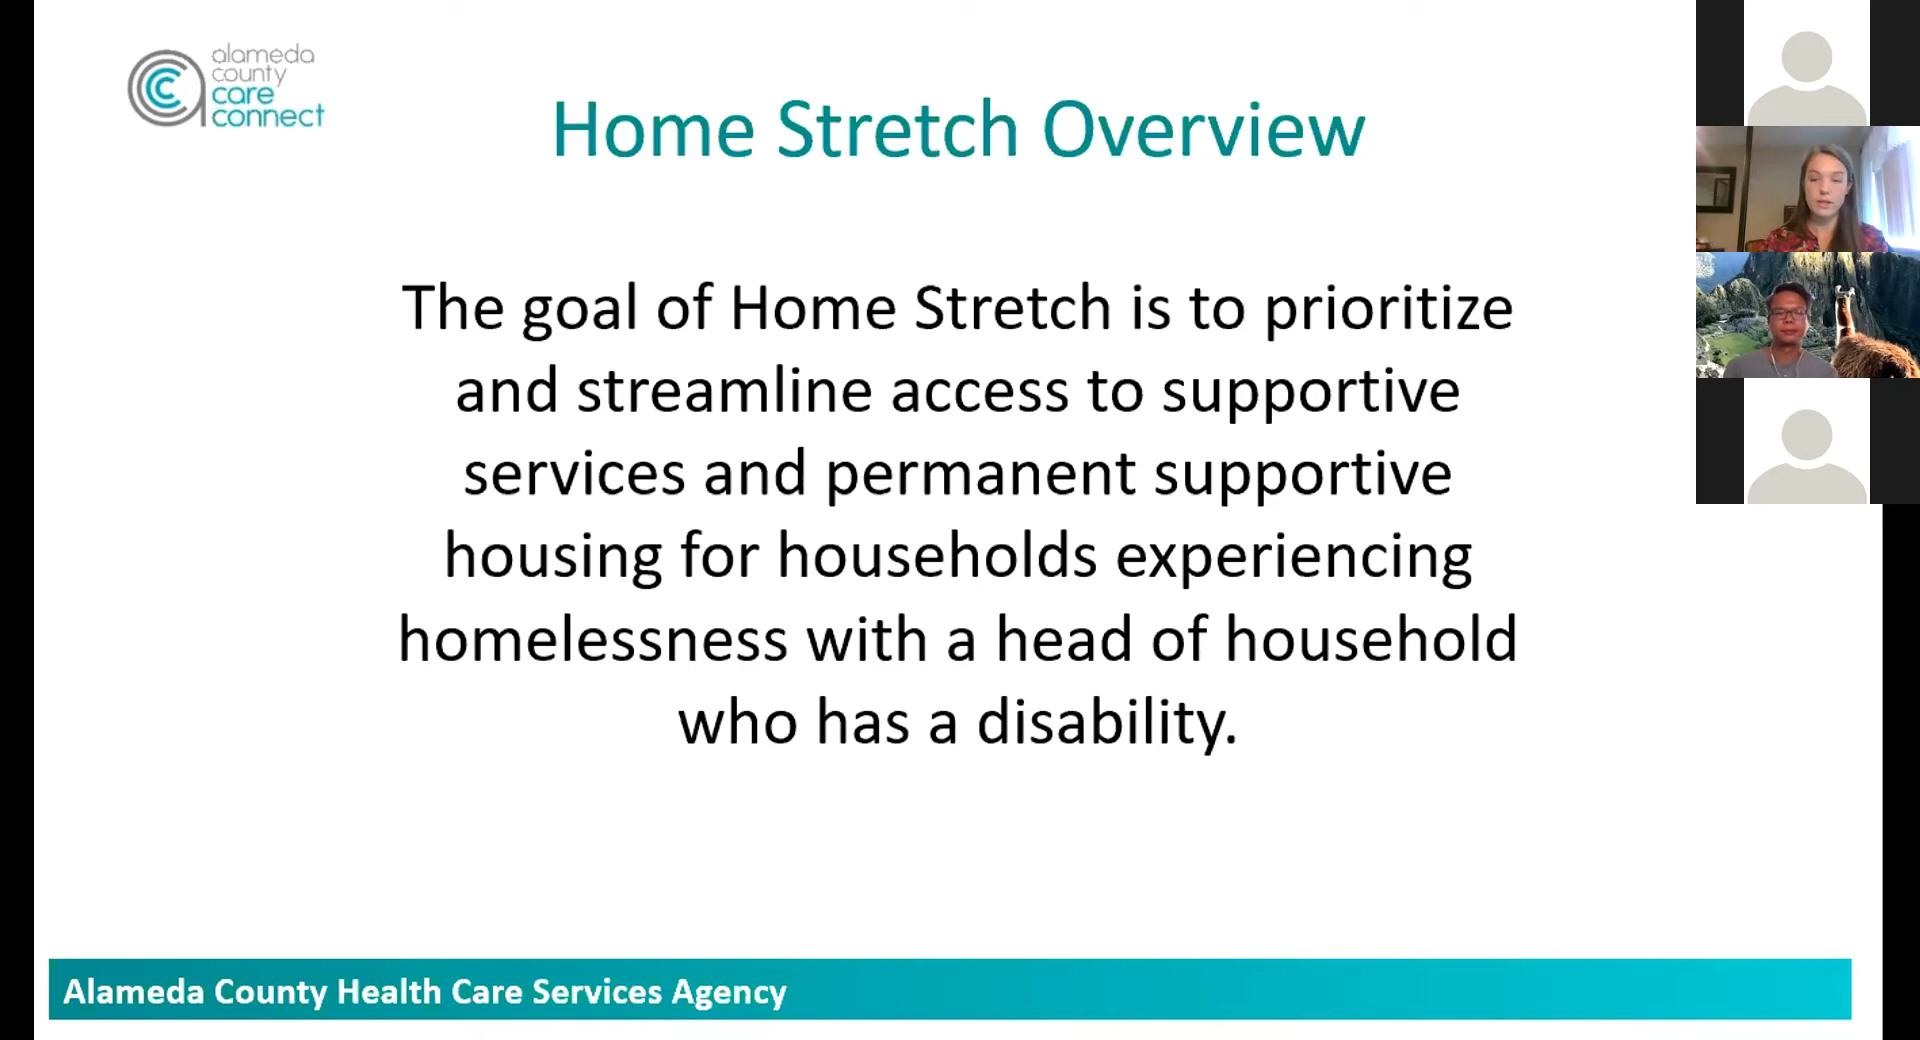 alameda
county
care
connect
Home Stretch Overview
The goal of Home Stretch is to prioritize
and streamline access to supportive
services and permanent supportive
housing for households experiencing
homelessness with a head of household
who has a disability.
Alameda County Health Care Services Agency